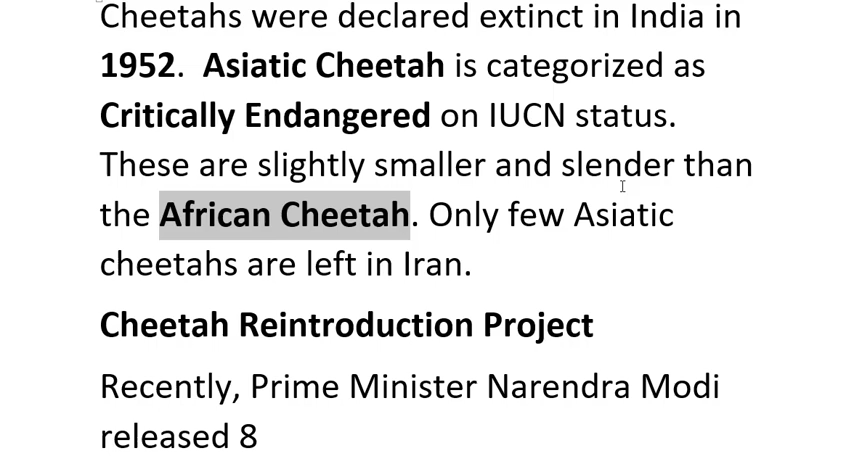 Cheetahs were declared extinct in India in
1952. Asiatic Cheetah is categorized as
Critically Endangered on IUCN status.
These are slightly smaller and slender than
the African Cheetah. Only few Asiatic
cheetahs are left in Iran.
Cheetah Reintroduction Project
Recently, Prime Minister Narendra Modi
released 8